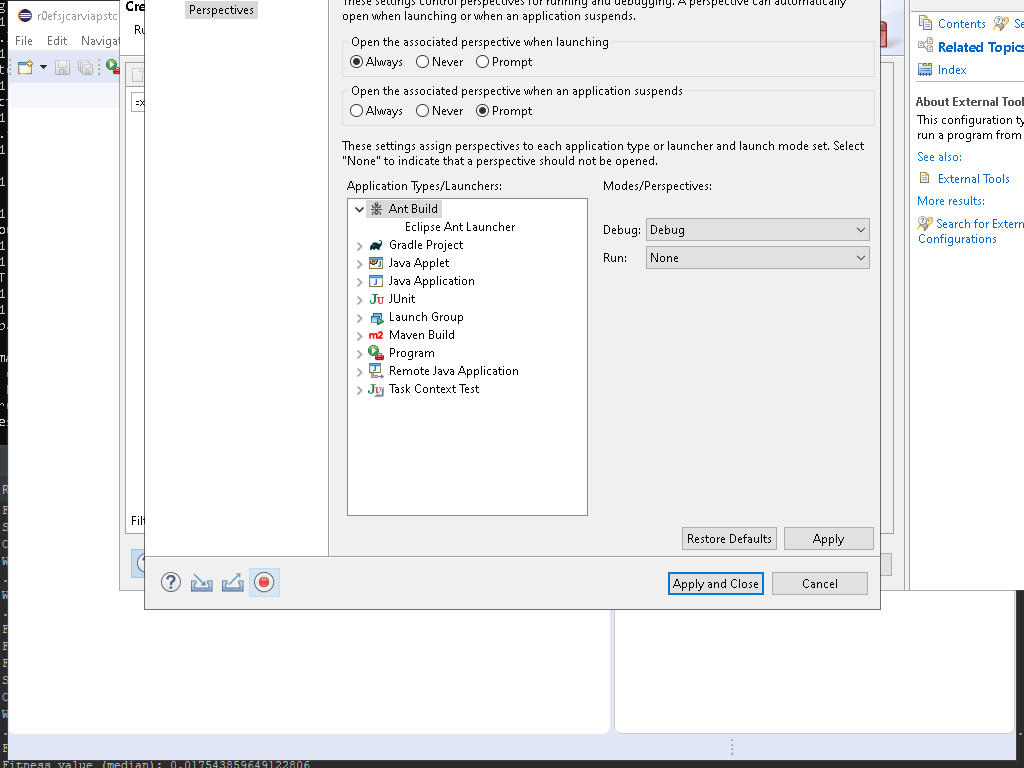 Perspectives
These settings control perspectives for running and debugging. A perspective can automatically
open when launching or when an application suspends.
Open the associated perspective when launching
Always
Never
Prompt
Open the associated perspective when an application suspends
Always
Never
Prompt
These settings assign perspectives to each application type or launcher and launch mode set. Select
"None" to indicate that a perspective should not be opened.
Application Types/Launchers:
Modes/Perspectives:
Ant Build
Eclipse Ant Launcher
Gradle Project
Java Applet
Java Application
JUnit
Launch Group
Maven Build
Program
Remote Java Application
Task Context Test
Debug:
Debug
Run:
None
Restore Defaults
Apply
Apply and Close
Cancel
r0efsjcarviapstc
File
Edit
Navigat
Cre
Ru
Filt
Contents
Se
Related Topics
Index
About External Tool
This configuration ty
run a program from
See also:
External Tools
More results:
Search for Extern
Configurations
Fitness value (median): 0.017543859649122806